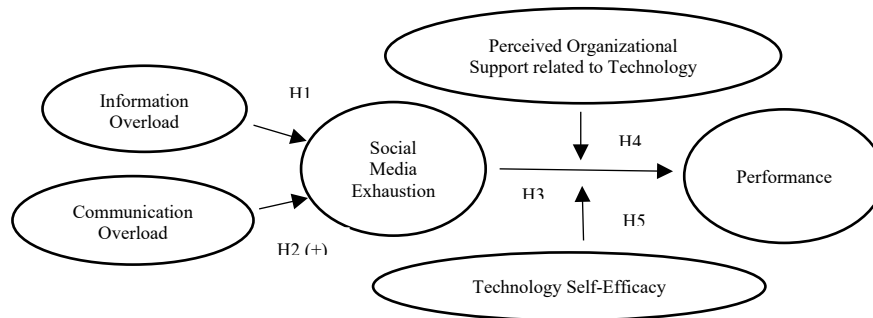 Perceived Organizational
Support related to Technology
Information
Overload
H1
Social
Media
Exhaustion
H4
Performance
H3
Communication
Overload
H5
H2 (+)
Technology Self-Efficacy